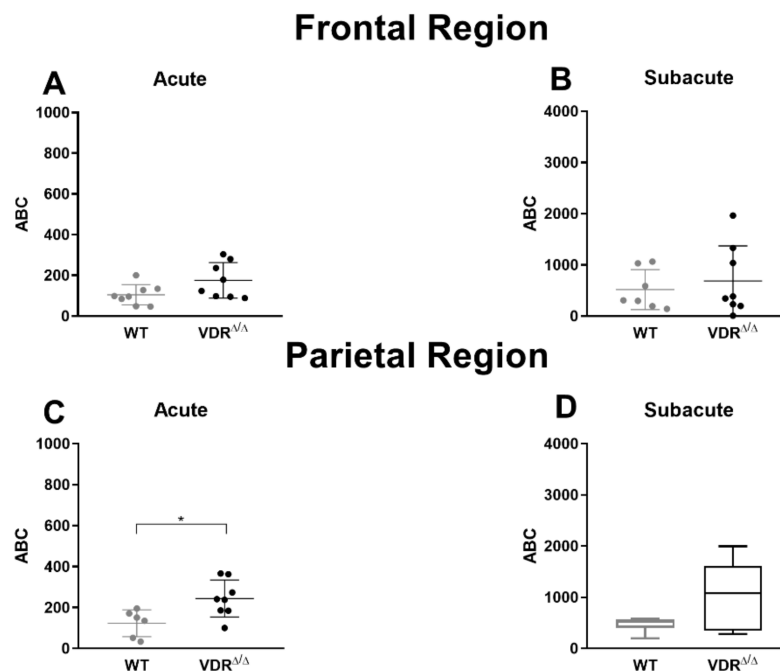 Frontal Region
A
Acute
ABC
1000
800
600
400
200
0
WT
VDR^Δ/Δ
B
Subacute
ABC
4000
3000
2000
1000
0
WT
VDR^Δ/Δ
Parietal Region
C
Acute
ABC
1000
800
600
400
200
0
*
WT
VDR^Δ/Δ
D
Subacute
ABC
4000
3000
2000
1000
0
WT
VDR^Δ/Δ